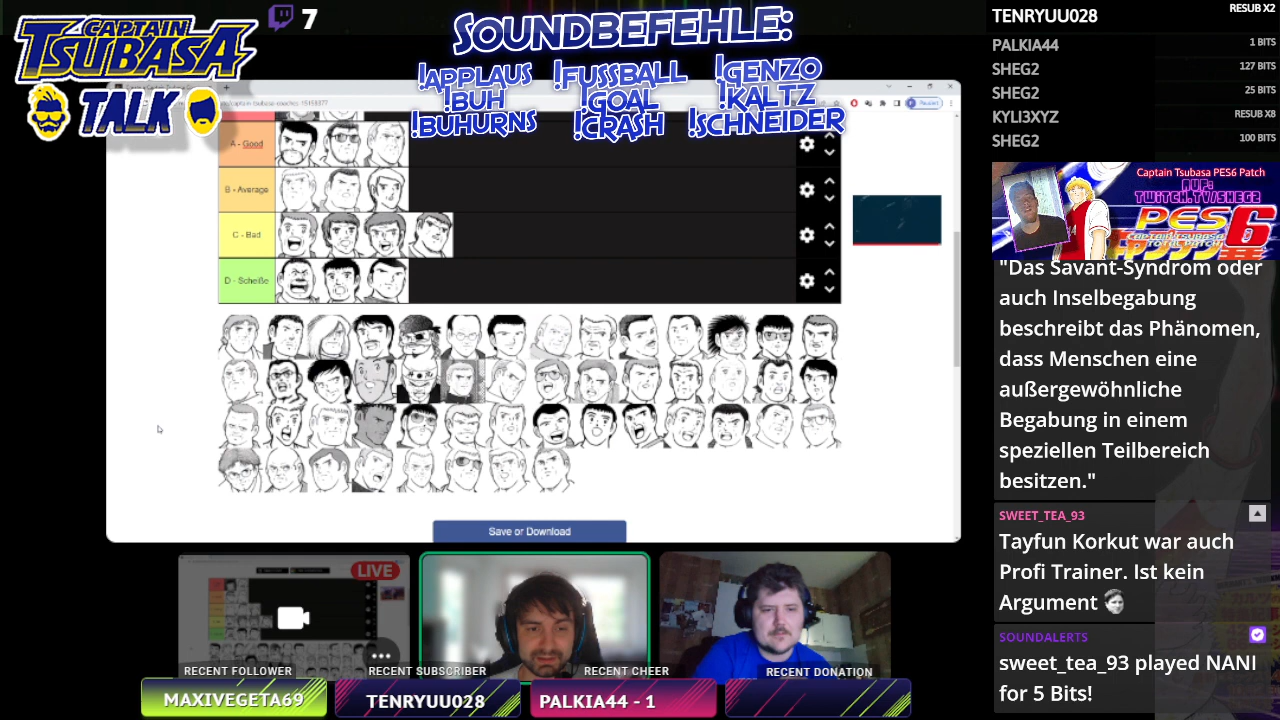 CAPTAIN
TSUBASA
TALK
7
SOUNDBEFEHLE:
!APPLAUS !FUSSBALL !GENZO
!BUH !GOAL !KALTZ
!BUHURNS !CRASH !SCHNEIDER
A - Good
B - Average
C - Bad
D - Scheiße
Save or Download
LIVE
RECENT FOLLOWER
RECENT SUBSCRIBER
RECENT CHEER
RECENT DONATION
MAXIVEGETA69
TENRYUU028
PALKIA44 - 1
TENRYUU028 RESUB X2
PALKIA44 1 BITS
SHEG2 127 BITS
SHEG2 25 BITS
KYLI3XYZ RESUB X8
SHEG2 100 BITS
Captain Tsubasa PES6 Patch
AUF:
TWITCH.TV/SHEG2
PES6
"Das Savant-Syndrom oder
auch Inselbegabung
beschreibt das Phänomen,
dass Menschen eine
außergewöhnliche
Begabung in einem
speziellen Teilbereich
besitzen."
SWEET_TEA_93
Tayfun Korkut war auch
Profi Trainer. Ist kein
Argument
SOUNDALERTS
sweet_tea_93 played NANI
for 5 Bits!